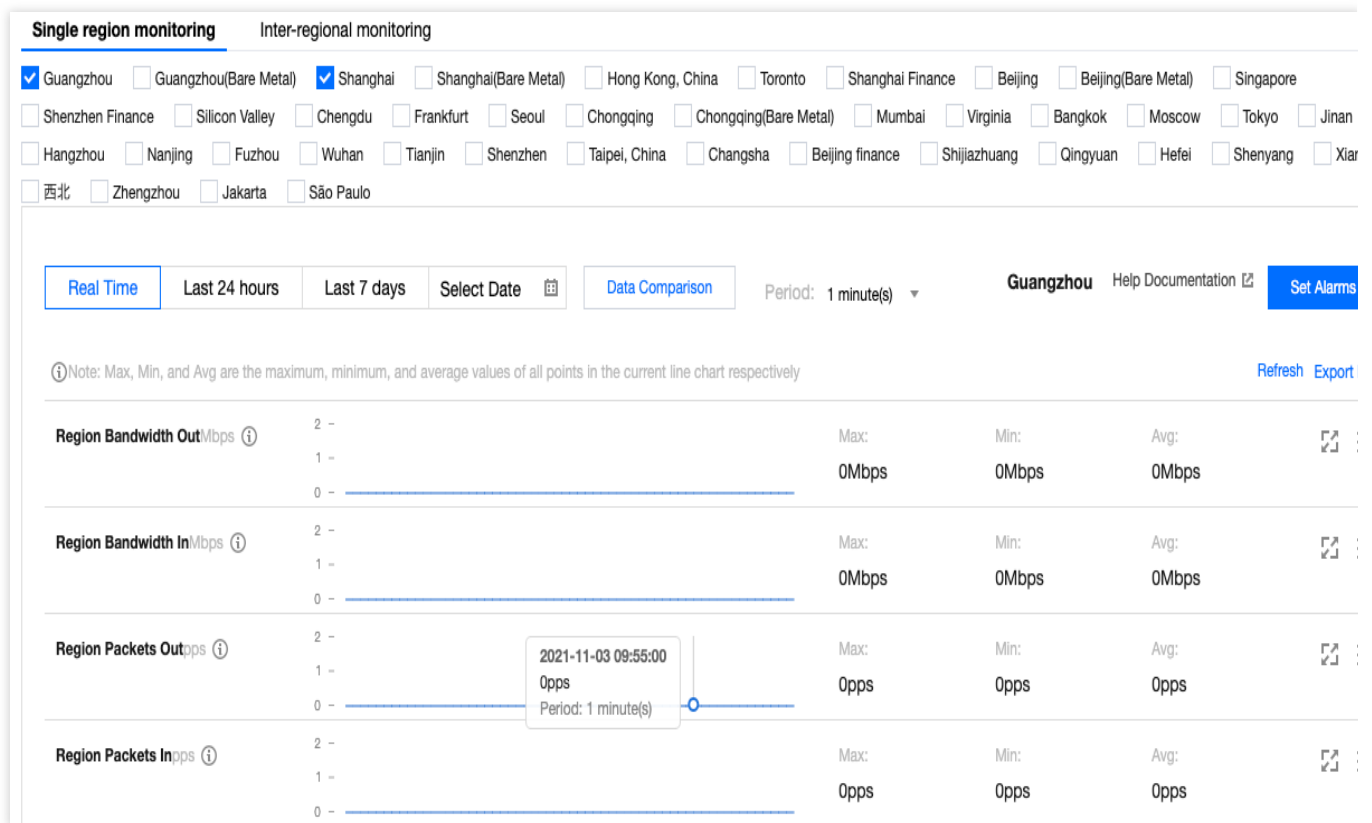 Single region monitoring Inter-regional monitoring
Guangzhou Guangzhou(Bare Metal) Shanghai Shanghai(Bare Metal) Hong Kong, China Toronto Shanghai Finance Beijing Beijing(Bare Metal) Singapore
Shenzhen Finance Silicon Valley Chengdu Frankfurt Seoul Chongqing Chongqing(Bare Metal) Mumbai Virginia Bangkok Moscow Tokyo Jinan
Hangzhou Nanjing Fuzhou Wuhan Tianjin Shenzhen Taipei, China Changsha Beijing finance Shijiazhuang Qingyuan Hefei Shenyang Xian
西北 Zhengzhou Jakarta São Paulo
Real Time Last 24 hours Last 7 days Select Date Data Comparison Period: 1 minute(s) Guangzhou Help Documentation Set Alarms
Note: Max, Min, and Avg are the maximum, minimum, and average values of all points in the current line chart respectively Refresh Export
Region Bandwidth OutMbps 2 Max: Min: Avg:
1 0Mbps 0Mbps 0Mbps
0
Region Bandwidth InMbps 2 Max: Min: Avg:
1 0Mbps 0Mbps 0Mbps
0
Region Packets Outpps 2 Max: Min: Avg:
2021-11-03 09:55:00
1 0pps 0pps 0pps 0pps
0 Period: 1 minute(s)
Region Packets Inpps 2 Max: Min: Avg:
1 0pps 0pps 0pps
0